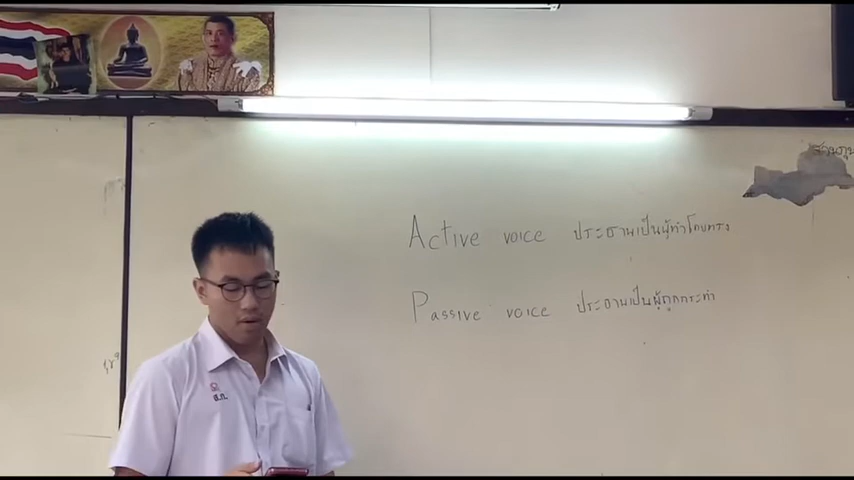 Active voice ประธานเป็นผู้ทำโดยตรง
Passive voice ประธานเป็นผู้ถูกกระทำ
ส.ก.